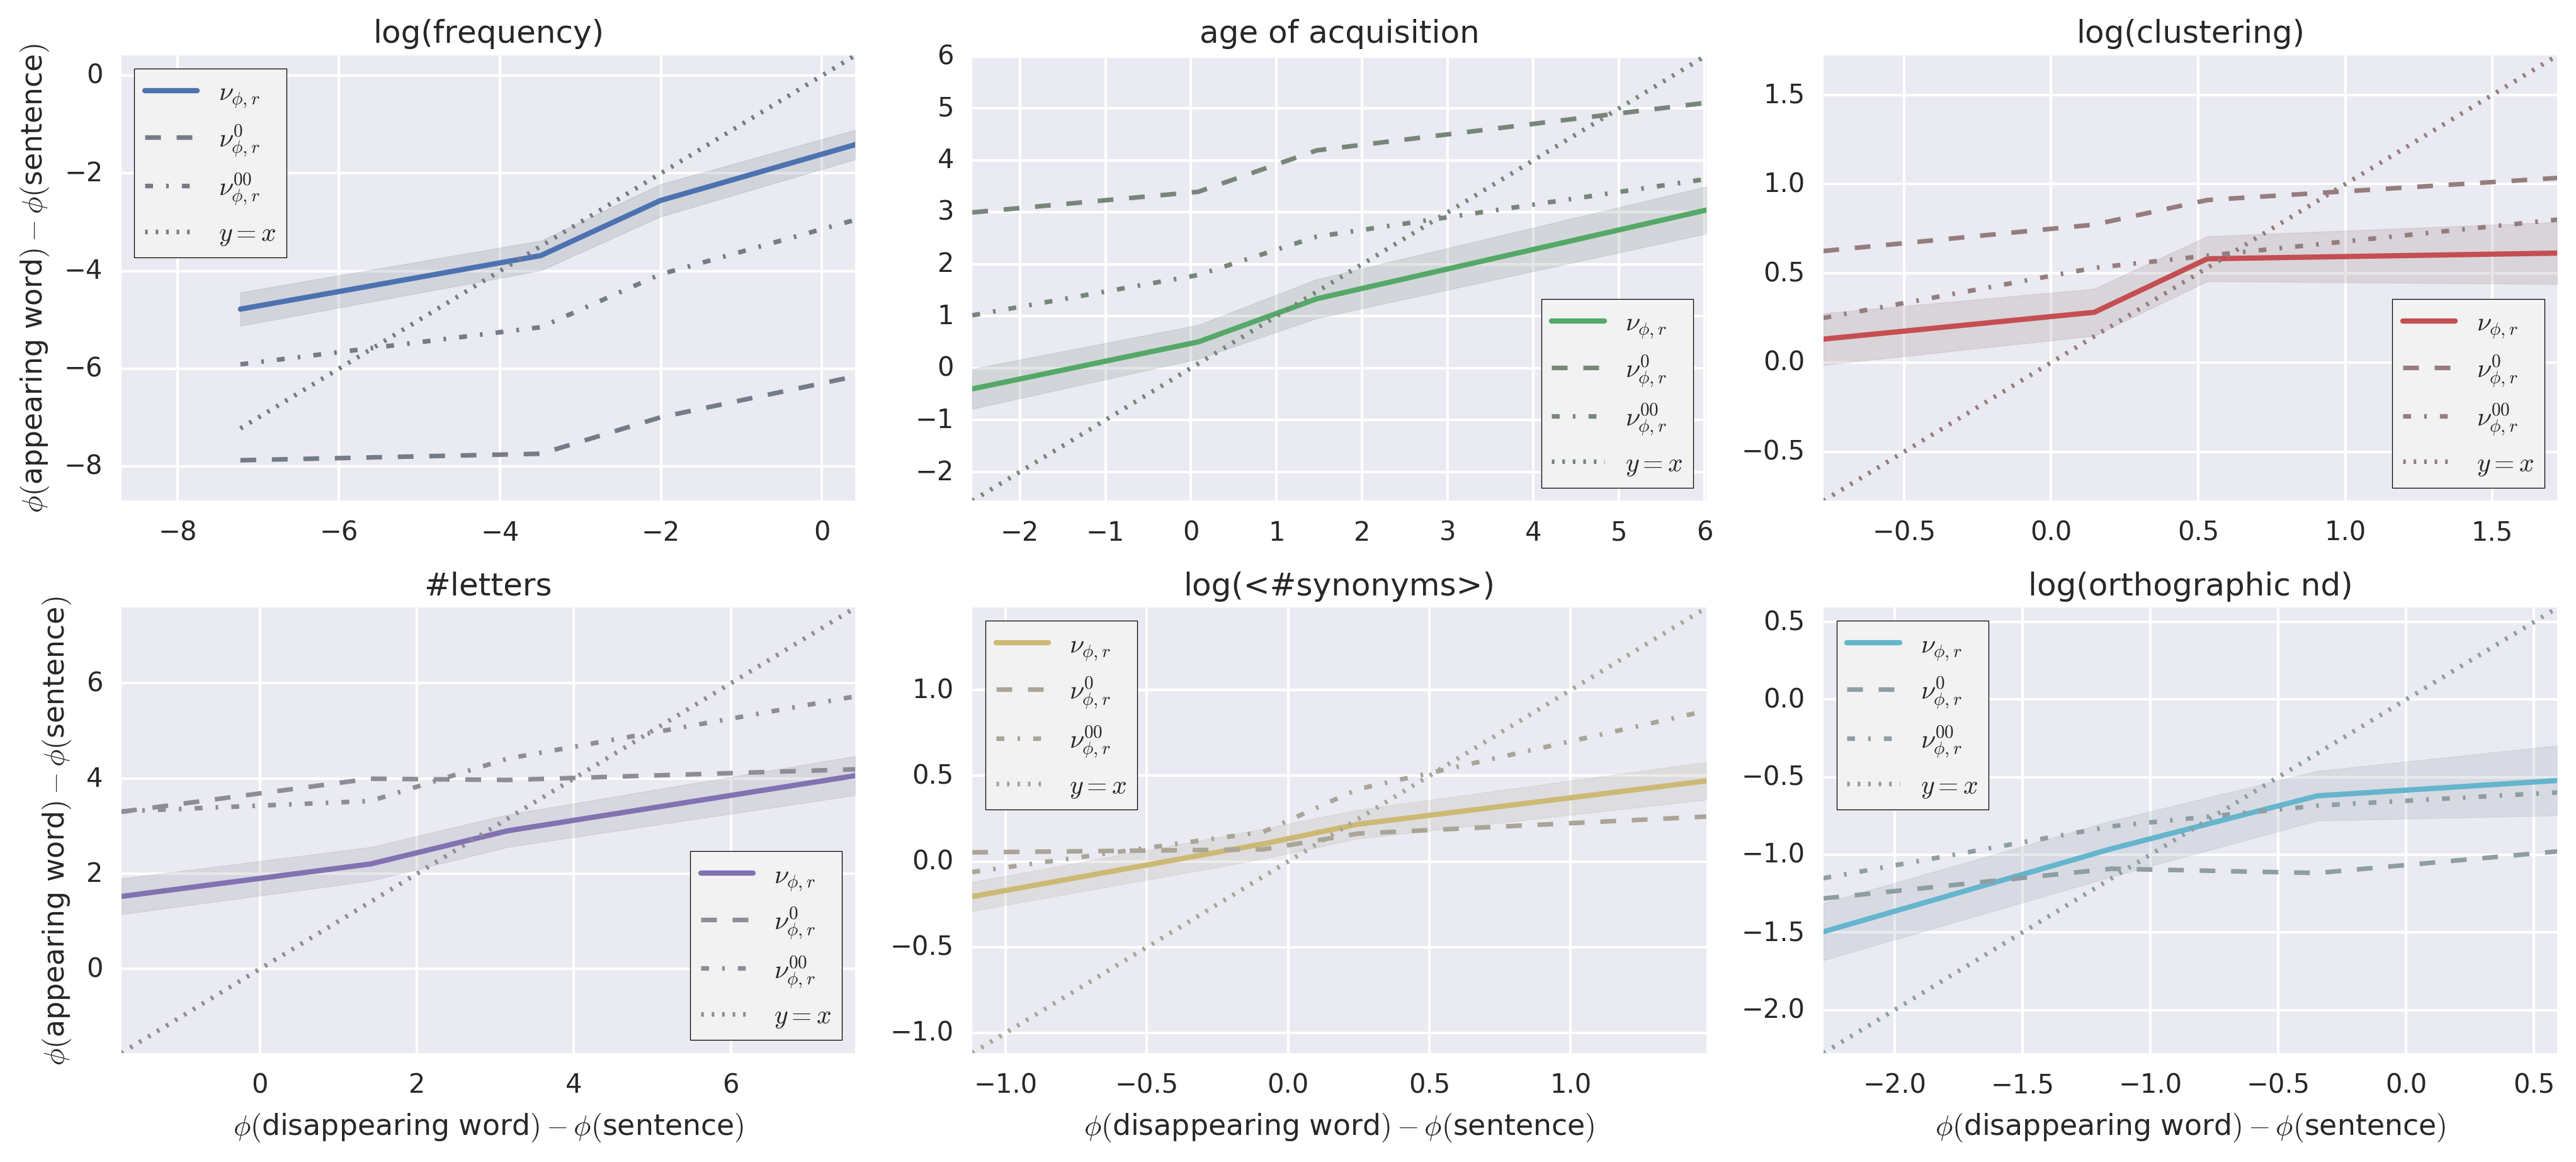 log(frequency)
age of acquisition
log(clustering)
ϕ(appearing word) − ϕ(sentence)
0
−2
−4
−6
−8
ν_{ϕ, r}
ν^0_{ϕ, r}
ν^{00}_{ϕ, r}
y = x
−8
−6
−4
−2
0
6
5
4
3
2
1
0
−1
−2
ν_{ϕ, r}
ν^0_{ϕ, r}
ν^{00}_{ϕ, r}
y = x
−2
−1
0
1
2
3
4
5
6
1.5
1.0
0.5
0.0
−0.5
ν_{ϕ, r}
ν^0_{ϕ, r}
ν^{00}_{ϕ, r}
y = x
−0.5
0.0
0.5
1.0
1.5
#letters
log(<#synonyms>)
log(orthographic nd)
ϕ(appearing word) − ϕ(sentence)
6
4
2
0
ν_{ϕ, r}
ν^0_{ϕ, r}
ν^{00}_{ϕ, r}
y = x
0
2
4
6
ϕ(disappearing word) − ϕ(sentence)
1.0
0.5
0.0
−0.5
−1.0
ν_{ϕ, r}
ν^0_{ϕ, r}
ν^{00}_{ϕ, r}
y = x
−1.0
−0.5
0.0
0.5
1.0
ϕ(disappearing word) − ϕ(sentence)
0.5
0.0
−0.5
−1.0
−1.5
−2.0
ν_{ϕ, r}
ν^0_{ϕ, r}
ν^{00}_{ϕ, r}
y = x
−2.0
−1.5
−1.0
−0.5
0.0
0.5
ϕ(disappearing word) − ϕ(sentence)